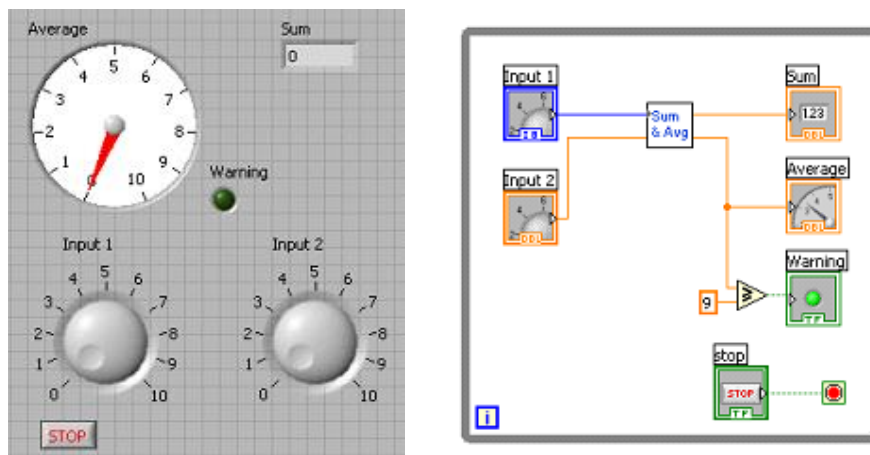 Average
Sum
0
0 1 2 3 4 5 6 7 8 9 10
Warning
Input 1
0 1 2 3 4 5 6 7 8 9 10
Input 2
0 1 2 3 4 5 6 7 8 9 10
STOP
Input 1
Sum
& Avg
Sum
1.23
DBL
Input 2
DBL
Average
DBL
Warning
TF
9
stop
STOP
TF
i